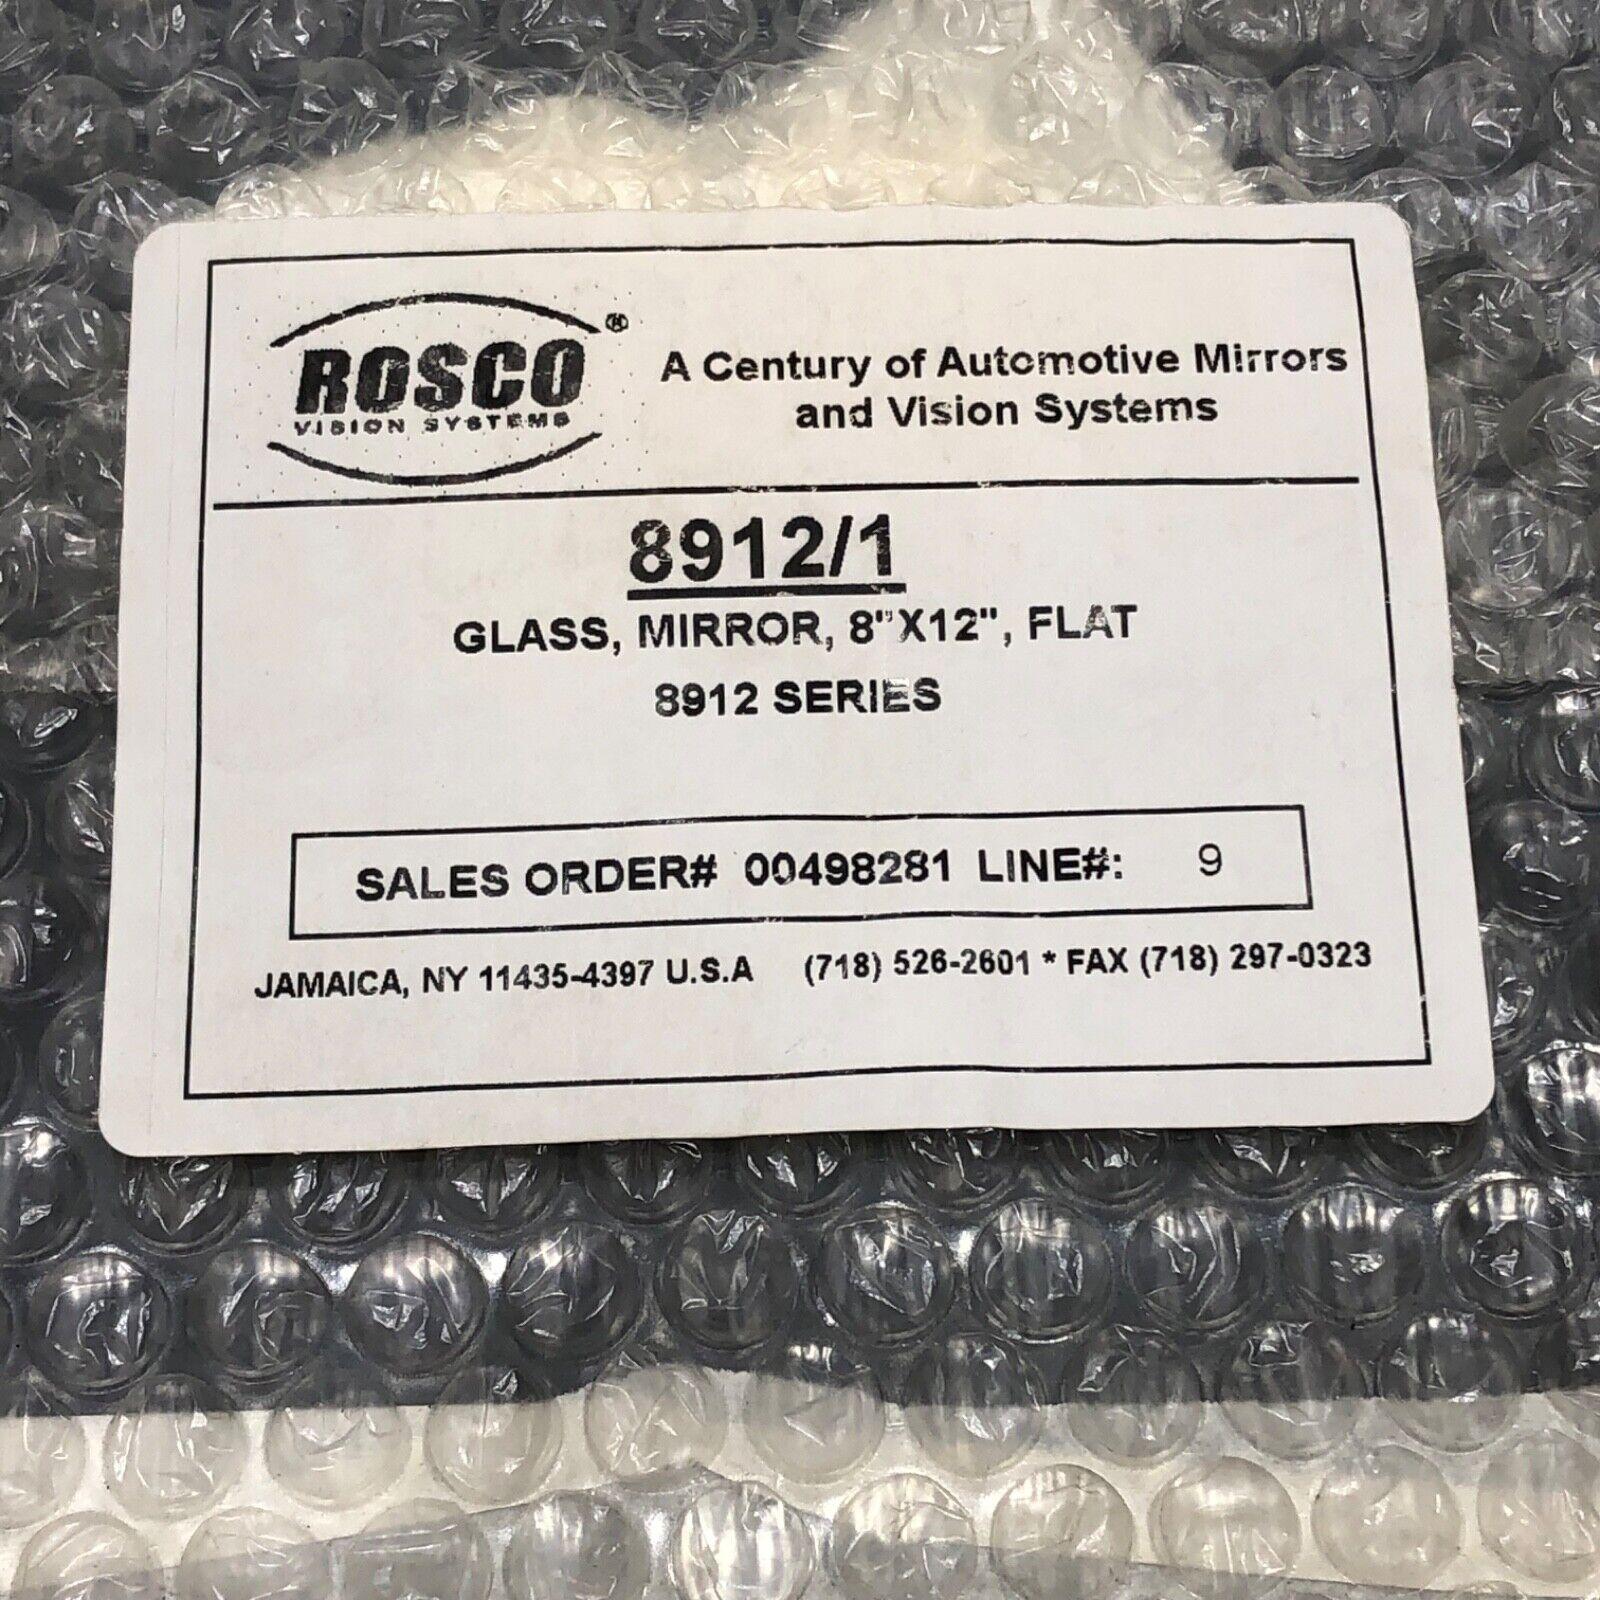 ROSCO®
VISION SYSTEMS
A Century of Automotive Mirrors
and Vision Systems
8912/1
GLASS, MIRROR, 8"X12", FLAT
8912 SERIES
SALES ORDER# 00498281 LINE#: 9
JAMAICA, NY 11435-4397 U.S.A (718) 526-2601 * FAX (718) 297-0323